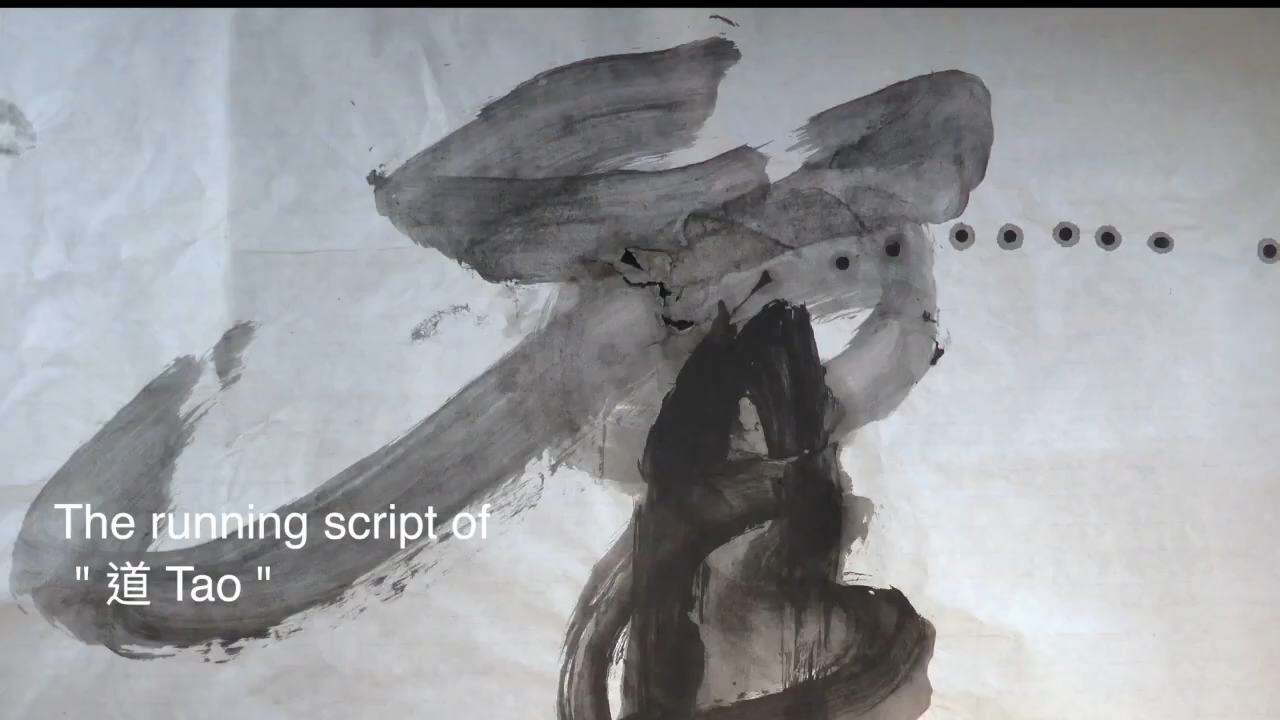 The running script of
" 道 Tao "